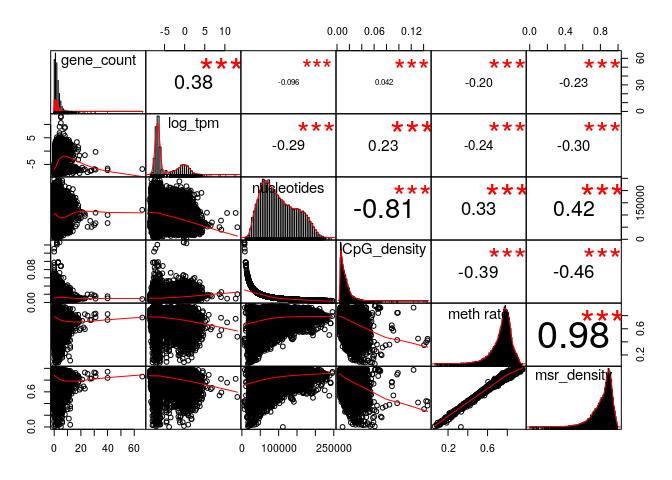 -5 0 5 10 0.00 0.06 0.12 0.0 0.4 0.8
gene_count 0.38 *** -0.096 *** 0.042 *** -0.20 *** -0.23 *** 0 20 40 60
-5 5 log_tpm -0.29 *** 0.23 *** -0.24 *** -0.30 ***
nucleotides -0.81 *** 0.33 *** 0.42 *** 0 150000
0.00 0.08 CpG_density -0.39 *** -0.46 ***
meth rate 0.98 *** 0.2 0.6
0.0 0.6 msr_density
0 20 40 60 0 100000 250000 0.2 0.6